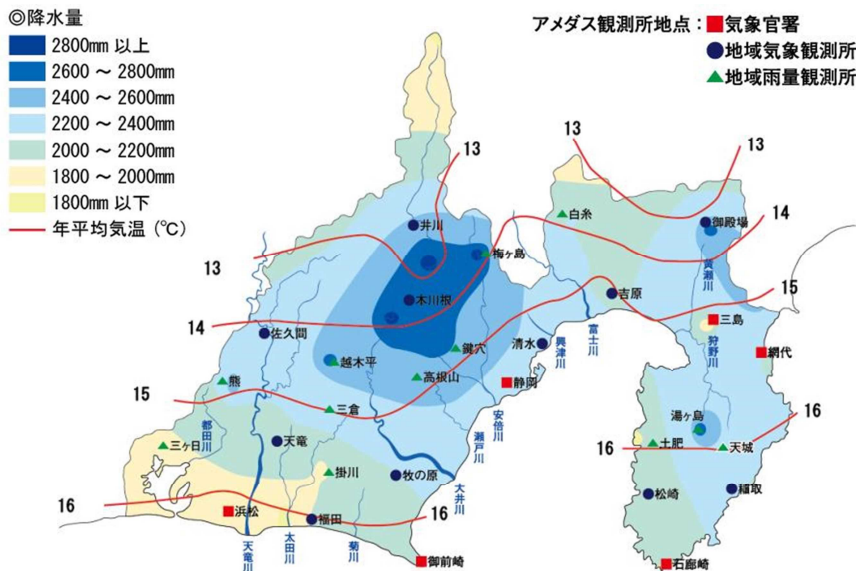 ◎降水量
2800mm 以上
2600 ～ 2800mm
2400 ～ 2600mm
2200 ～ 2400mm
2000 ～ 2200mm
1800 ～ 2000mm
1800mm 以下
年平均気温 (℃)
アメダス観測所地点：気象官署
地域気象観測所
地域雨量観測所
13
13
13
14
13
14
15
15
16
16
16
16
井川
梅ヶ島
白糸
御殿場
黄瀬川
本川根
吉原
佐久間
三島
狩野川
鍵穴
清水
興津川
富士川
網代
越木平
高根山
静岡
安倍川
熊
三倉
瀬戸川
湯ヶ島
都田川
三ヶ日
天竜
土肥
天城
掛川
牧の原
大井川
松崎
稲取
浜松
福田
天竜川
太田川
菊川
御前崎
石廊崎